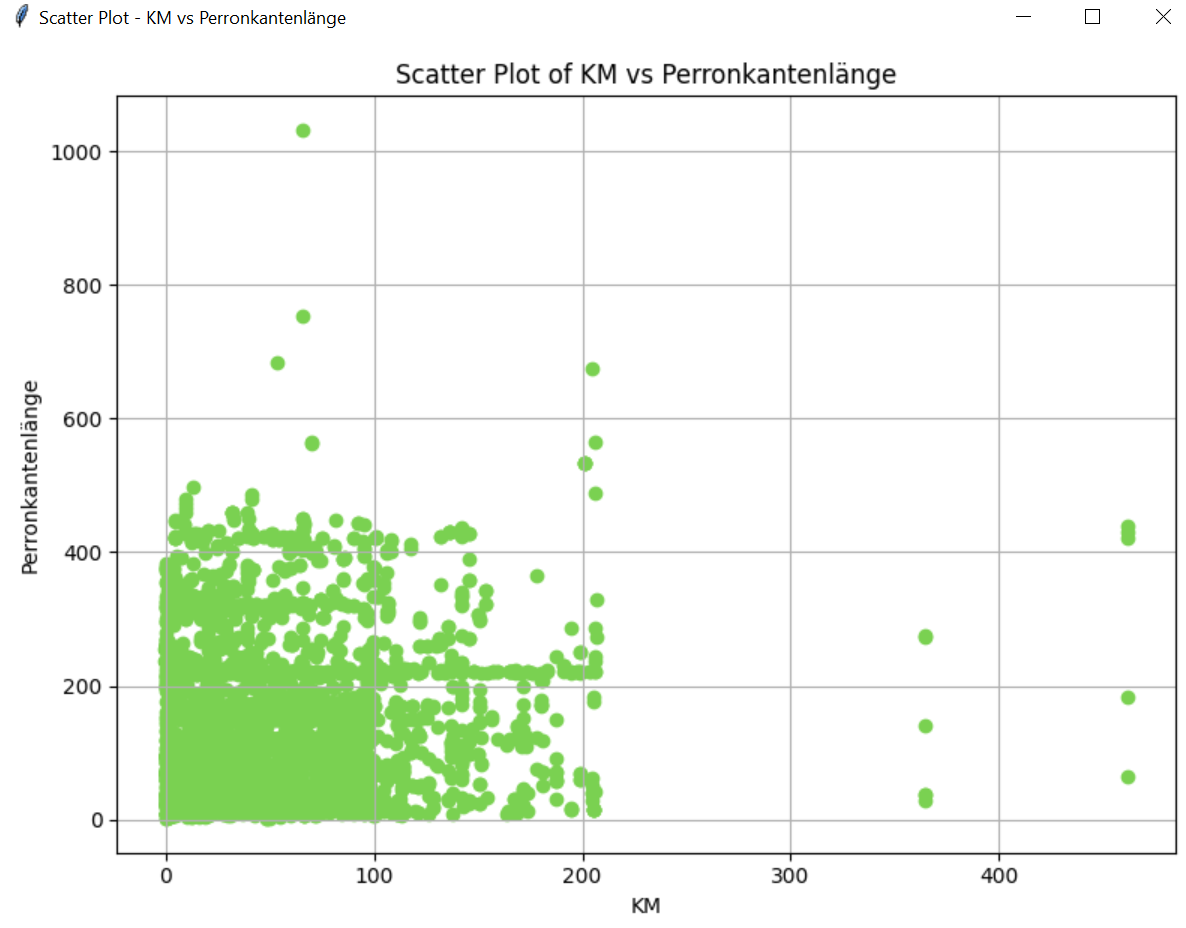 Scatter Plot - KM vs Perronkantenlänge
Scatter Plot of KM vs Perronkantenlänge
1000
800
600
400
200
0
Perronkantenlänge
0 100 200 300 400
KM